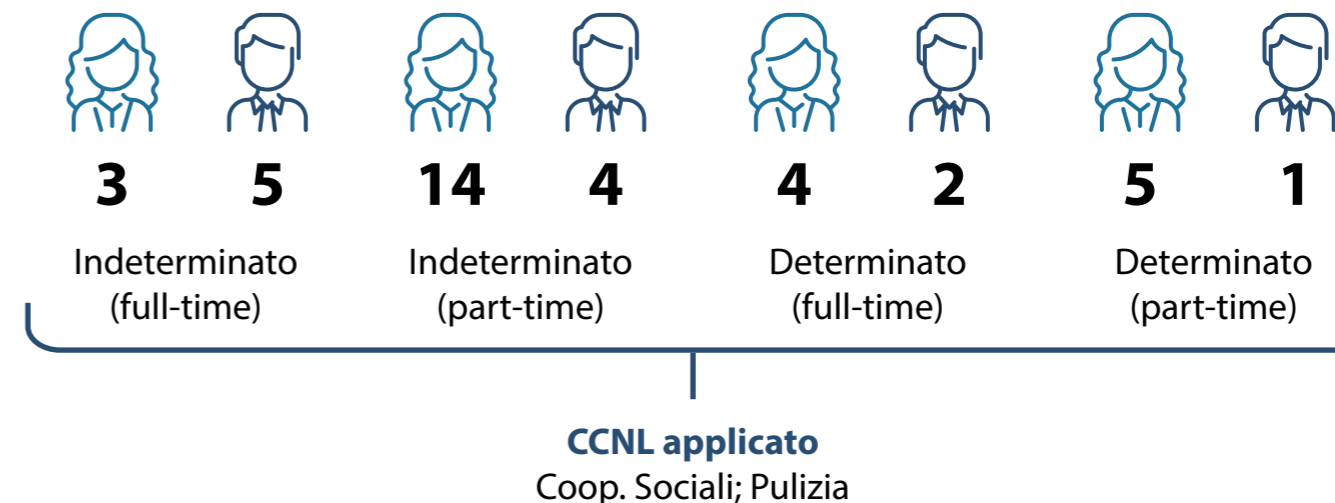 3 5 14 4 4 2 5 1
Indeterminato Indeterminato Determinato Determinato
(full-time) (part-time) (full-time) (part-time)
CCNL applicato
Coop. Sociali; Pulizia